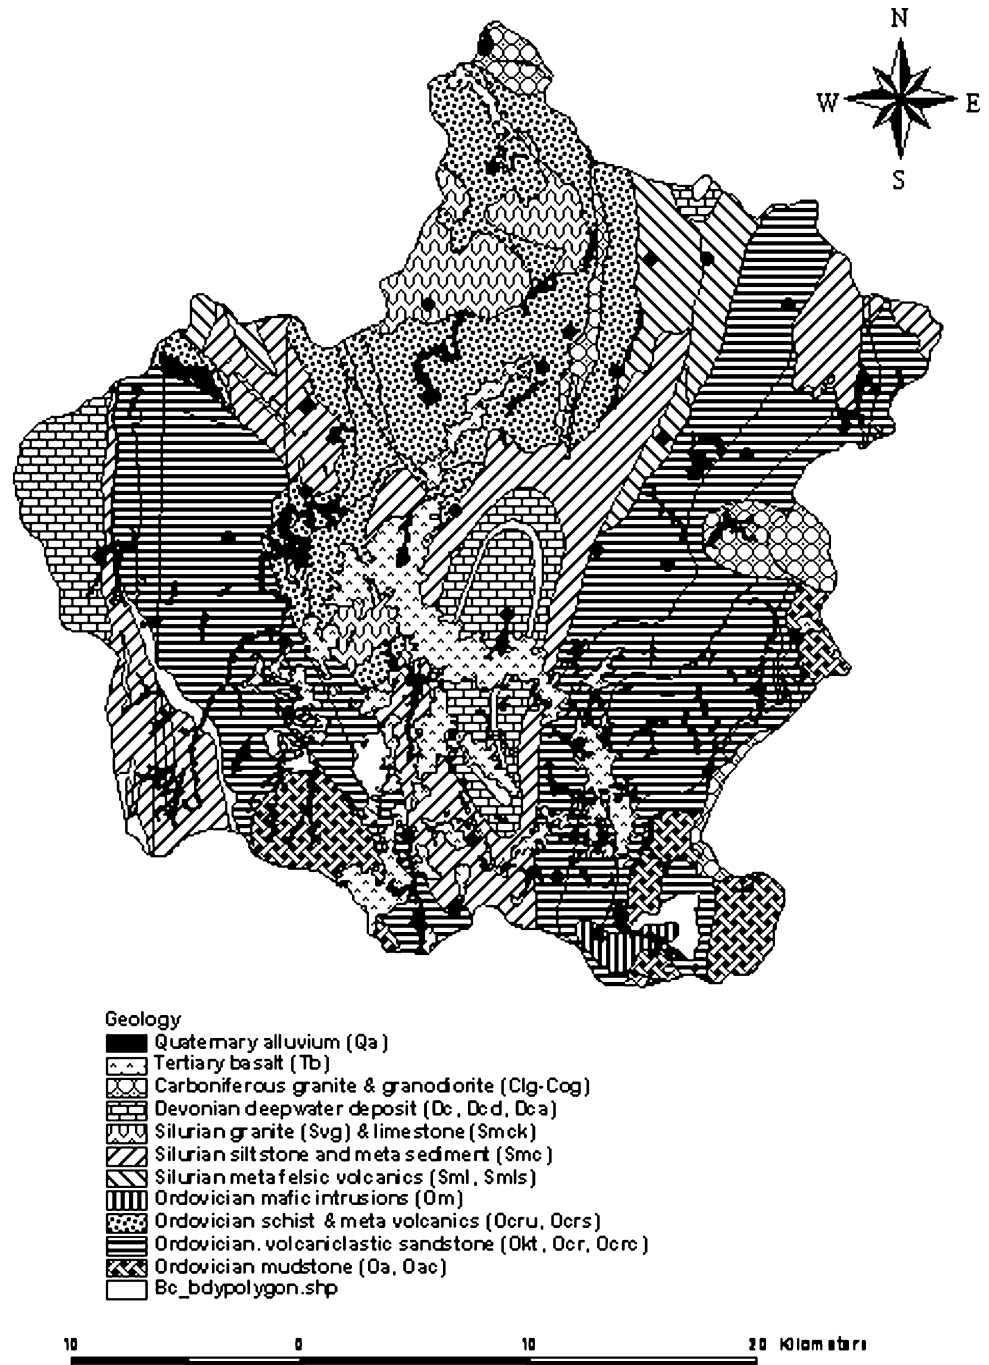 N
W E
S
Geology
Quaternary alluvium (Qa)
Tertiary basalt (Tb)
Carboniferous granite & granodiorite (Clg-Cog)
Devonian deepwater deposit (Dc, Dcd, Dca)
Silurian granite (Svg) & limestone (Smck)
Silurian siltstone and meta sediment (Smc)
Silurian meta felsic volcanics (Sml, Smls)
Ordovician mafic intrusions (Om)
Ordovician schist & meta volcanics (Ocru, Ocrs)
Ordovician. volcaniclastic sandstone (Okt, Ocr, Ocrc)
Ordovician mudstone (Oa, Oac)
Bc_bdypolygon.shp
10 0 10 20 Kilometers